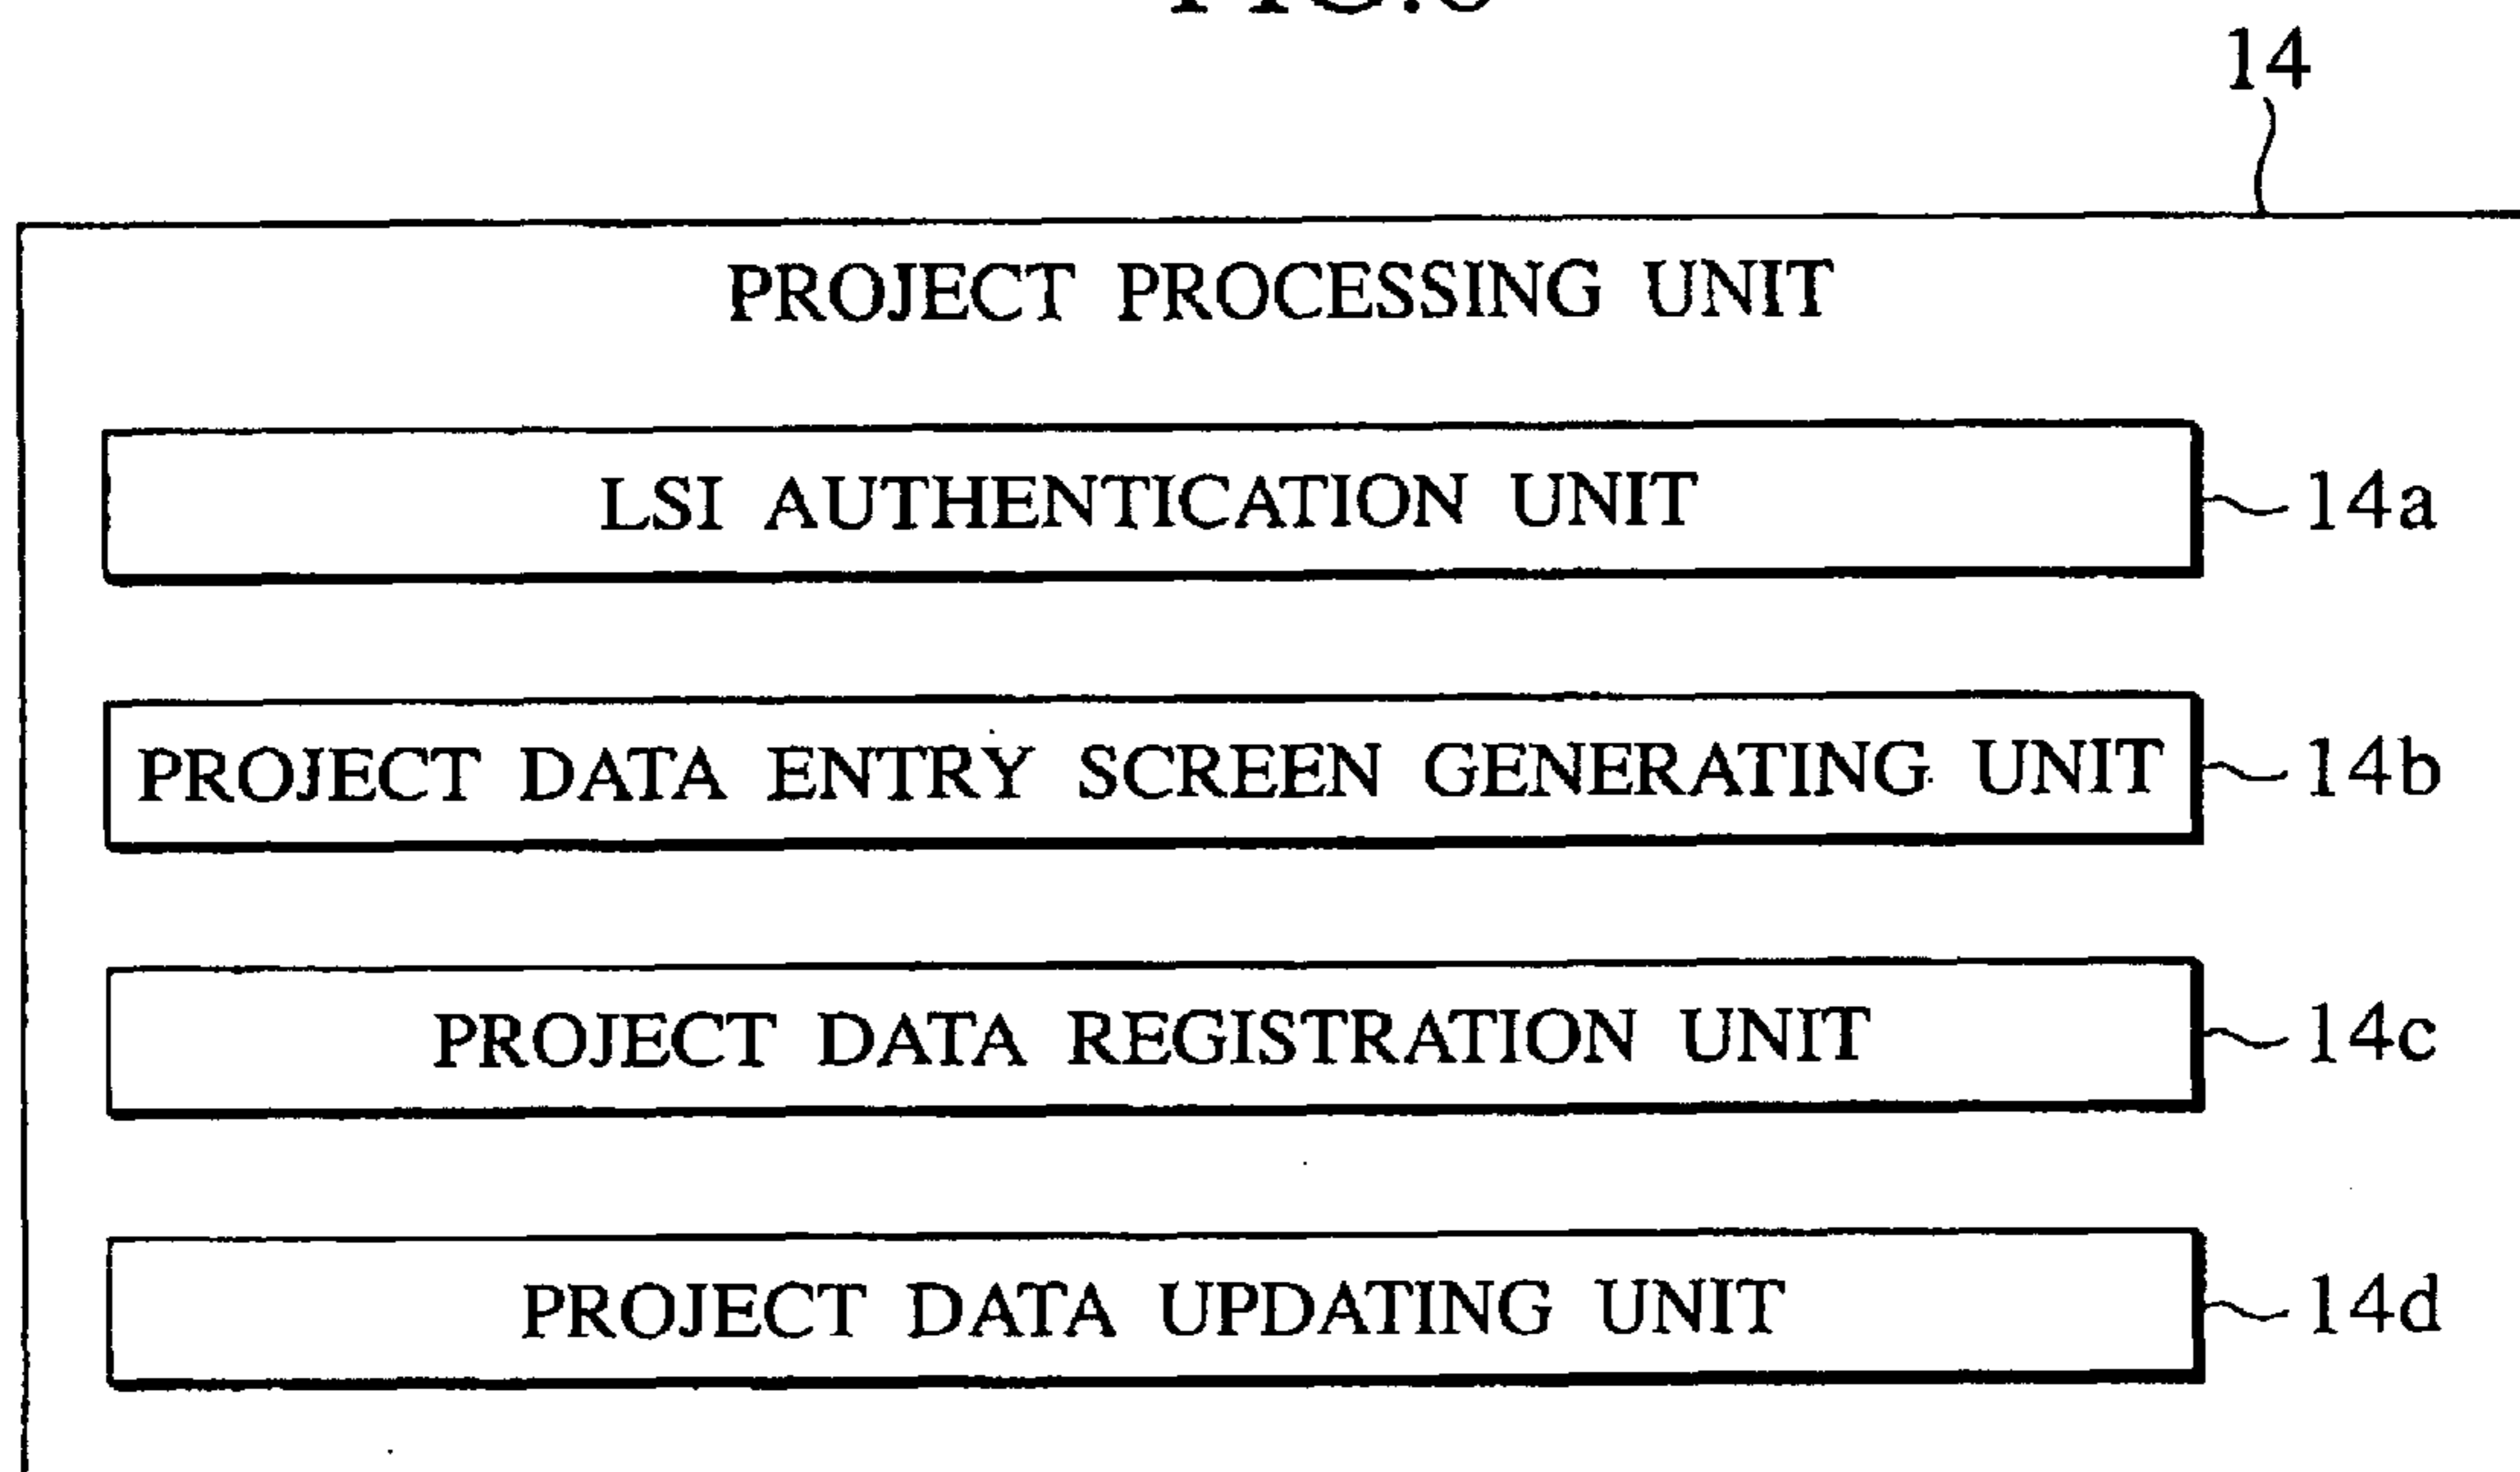 14
PROJECT PROCESSING UNIT
LSI AUTHENTICATION UNIT
14a
PROJECT DATA ENTRY SCREEN GENERATING UNIT
14b
PROJECT DATA REGISTRATION UNIT
14c
PROJECT DATA UPDATING UNIT
14d